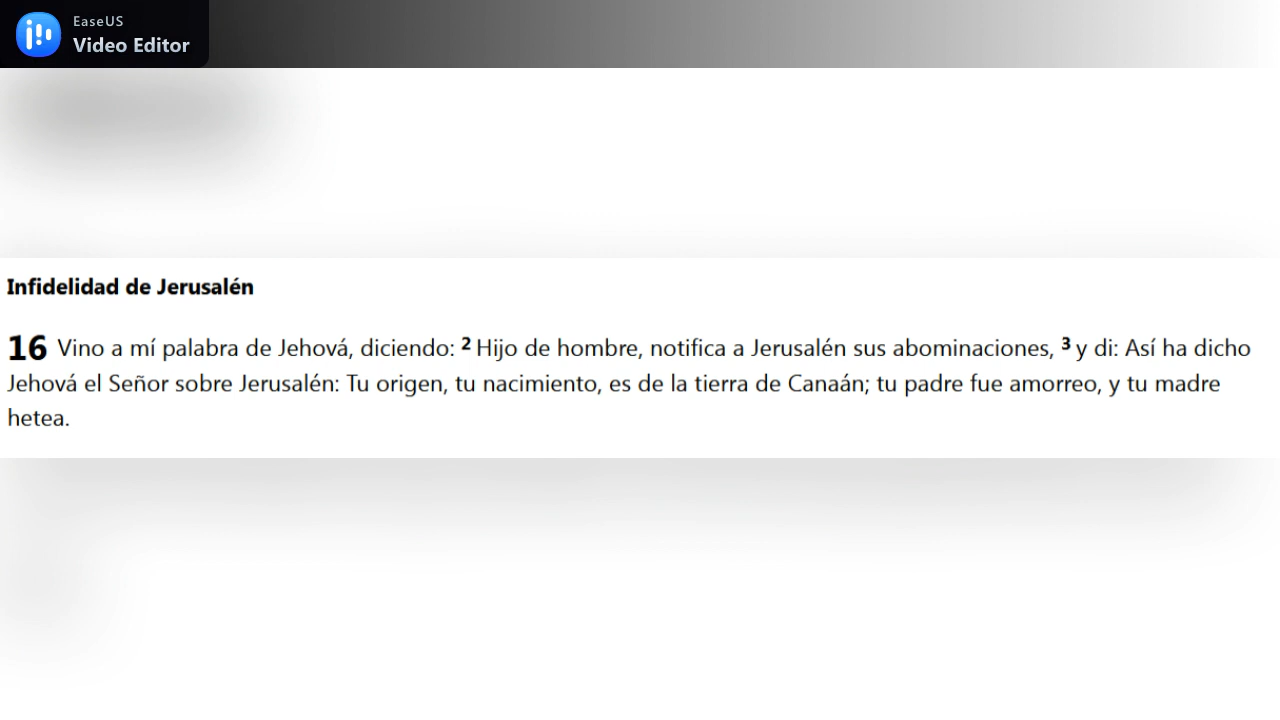 EaseUS
Video Editor
Infidelidad de Jerusalén
16 Vino a mí palabra de Jehová, diciendo: 2 Hijo de hombre, notifica a Jerusalén sus abominaciones, 3 y di: Así ha dicho
Jehová el Señor sobre Jerusalén: Tu origen, tu nacimiento, es de la tierra de Canaán; tu padre fue amorreo, y tu madre
hetea.